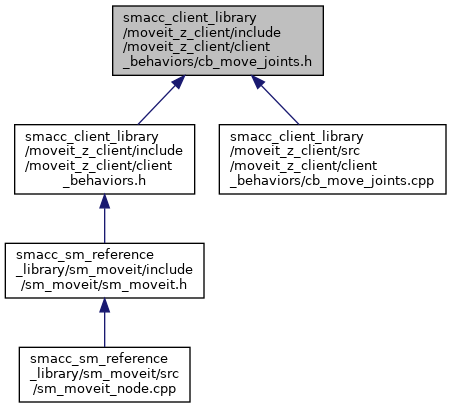 smacc_client_library
/moveit_z_client/include
/moveit_z_client/client
_behaviors/cb_move_joints.h
smacc_client_library
/moveit_z_client/include
/moveit_z_client/client
_behaviors.h
smacc_client_library
/moveit_z_client/src
/moveit_z_client/client
_behaviors/cb_move_joints.cpp
smacc_sm_reference
_library/sm_moveit/include
/sm_moveit/sm_moveit.h
smacc_sm_reference
_library/sm_moveit/src
/sm_moveit_node.cpp